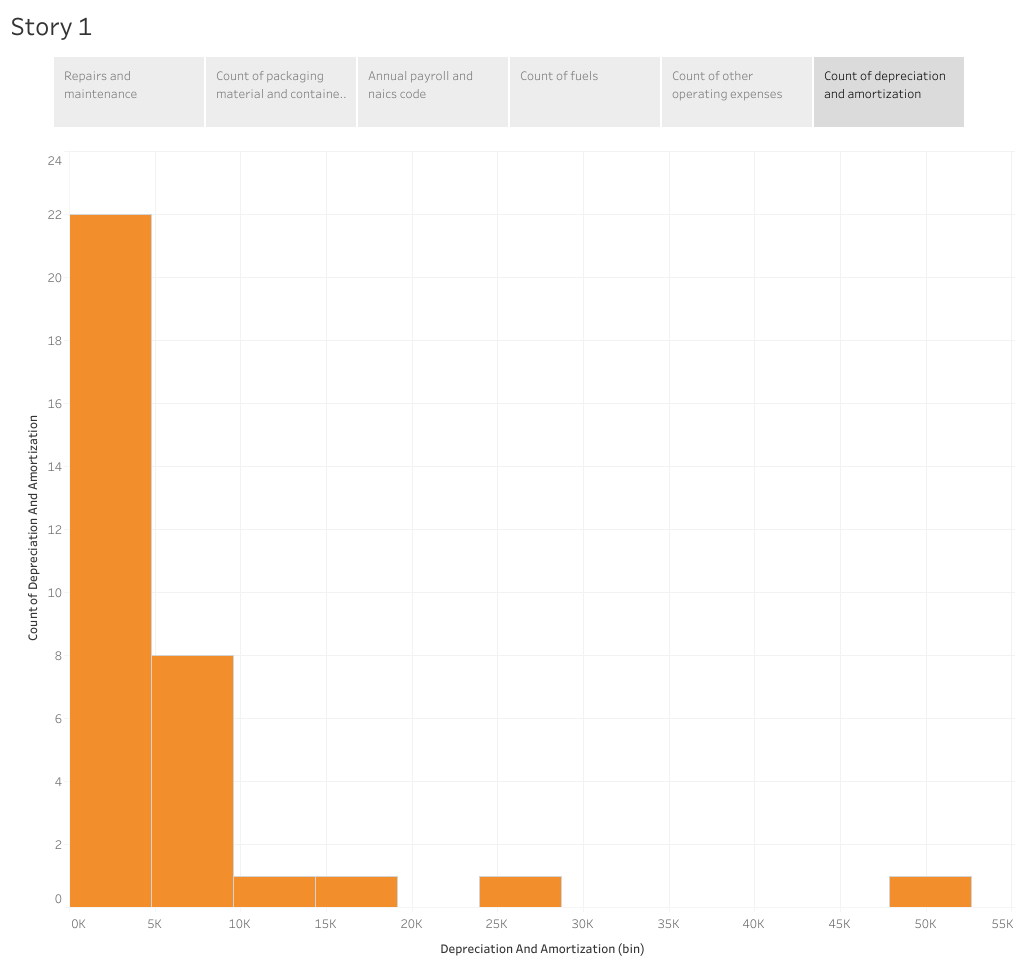 Story 1
Repairs and
maintenance
Count of packaging
material and containe..
Annual payroll and
naics code
Count of fuels
Count of other
operating expenses
Count of depreciation
and amortization
24
22
20
18
16
14
12
10
8
6
4
2
0
Count of Depreciation And Amortization
0K
5K
10K
15K
20K
25K
30K
35K
40K
45K
50K
55K
Depreciation And Amortization (bin)